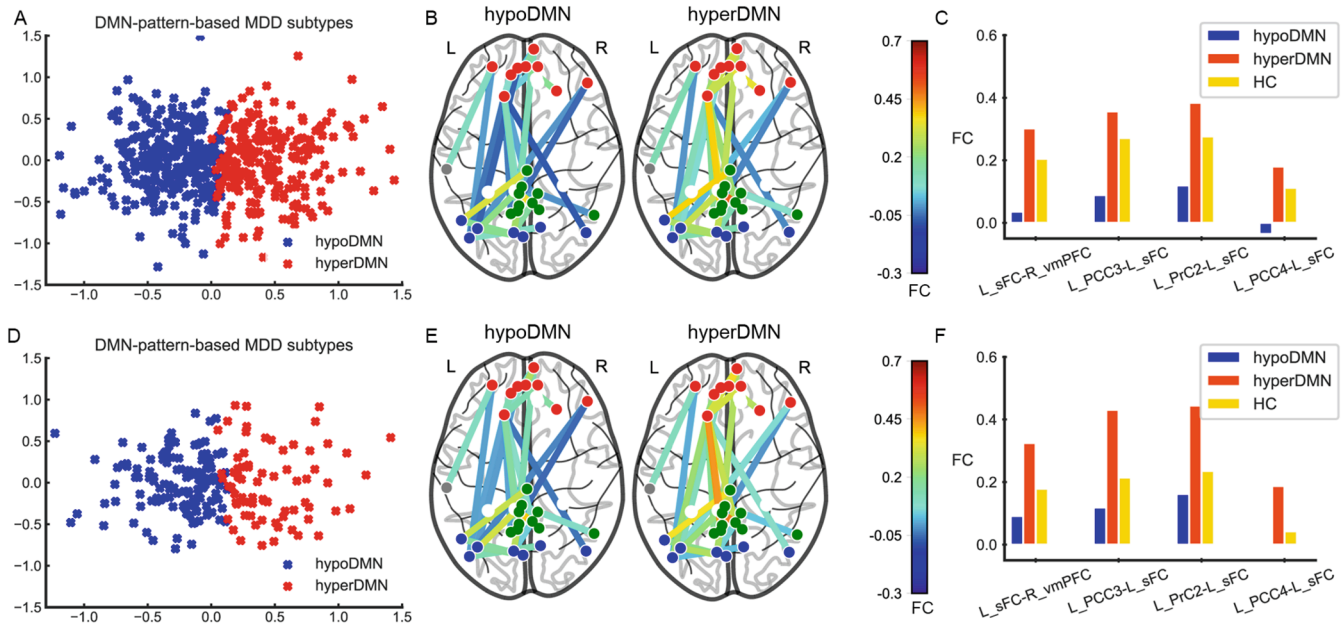 A
DMN-pattern-based MDD subtypes
1.5
1.0
0.5
0.0
−0.5
−1.0
−1.5
−1.0 −0.5 0.0 0.5 1.0 1.5
hypoDMN
hyperDMN
B
hypoDMN
hyperDMN
L
R
L
R
0.7
0.45
0.2
-0.05
-0.3
FC
C
0.6
0.4
0.2
0.0
FC
hypoDMN
hyperDMN
HC
L_sFC-R_vmPFC
L_PCC3-L_sFC
L_PrC2-L_sFC
L_PCC4-L_sFC
D
DMN-pattern-based MDD subtypes
1.5
1.0
0.5
0.0
−0.5
−1.0
−1.5
−1.0 −0.5 0.0 0.5 1.0 1.5
hypoDMN
hyperDMN
E
hypoDMN
hyperDMN
L
R
L
R
0.7
0.45
0.2
-0.05
-0.3
FC
F
0.6
0.4
0.2
0.0
FC
hypoDMN
hyperDMN
HC
L_sFC-R_vmPFC
L_PCC3-L_sFC
L_PrC2-L_sFC
L_PCC4-L_sFC